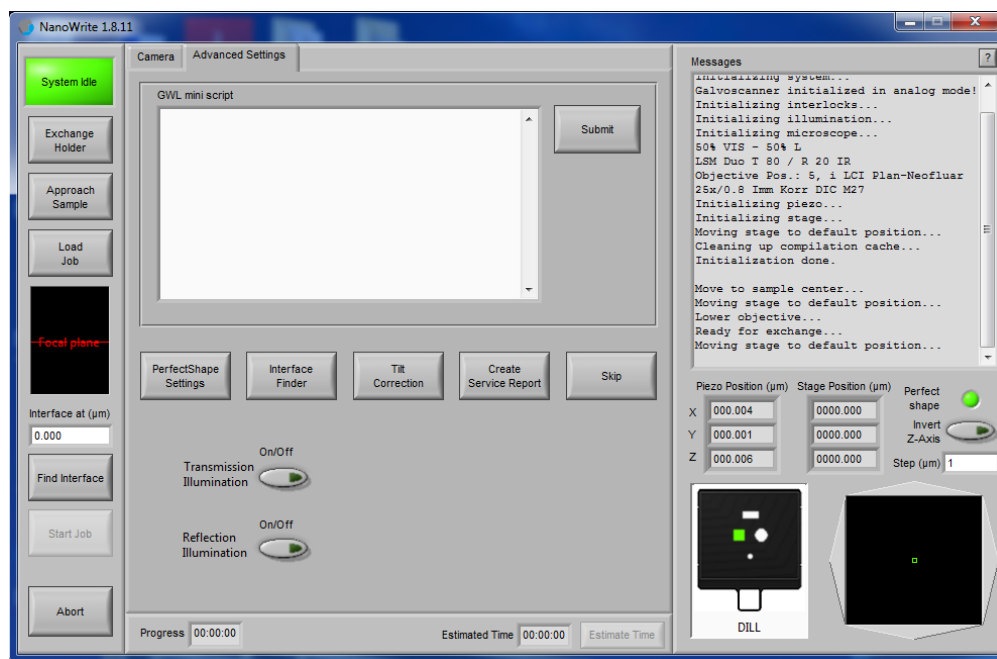 NanoWrite 1.8.11
System Idle
Exchange
Holder
Approach
Sample
Load
Job
Focal plane
Interface at (µm)
0.000
Find Interface
Start Job
Abort
Camera
Advanced Settings
GWL mini script
Submit
PerfectShape
Settings
Interface
Finder
Tilt
Correction
Create
Service Report
Skip
On/Off
Transmission
Illumination
On/Off
Reflection
Illumination
Progress 00:00:00
Estimated Time 00:00:00
Estimate Time
Messages
?
Initializing system...
Galvoscanner initialized in analog mode!
Initializing interlocks...
Initializing illumination...
Initializing microscope...
50% VIS - 50% L
LSM Duo T 80 / R 20 IR
Objective Pos.: 5, i LCI Plan-Neofluar
25x/0.8 Imm Korr DIC M27
Initializing piezo...
Initializing stage...
Moving stage to default position...
Cleaning up compilation cache...
Initialization done.
Move to sample center...
Moving stage to default position...
Lower objective...
Ready for exchange...
Moving stage to default position...
Piezo Position (µm) Stage Position (µm)
X 000.004 0000.000
Y 000.001 0000.000
Z 000.006 0000.000
Perfect
shape
Invert
Z-Axis
Step (µm) 1
DILL